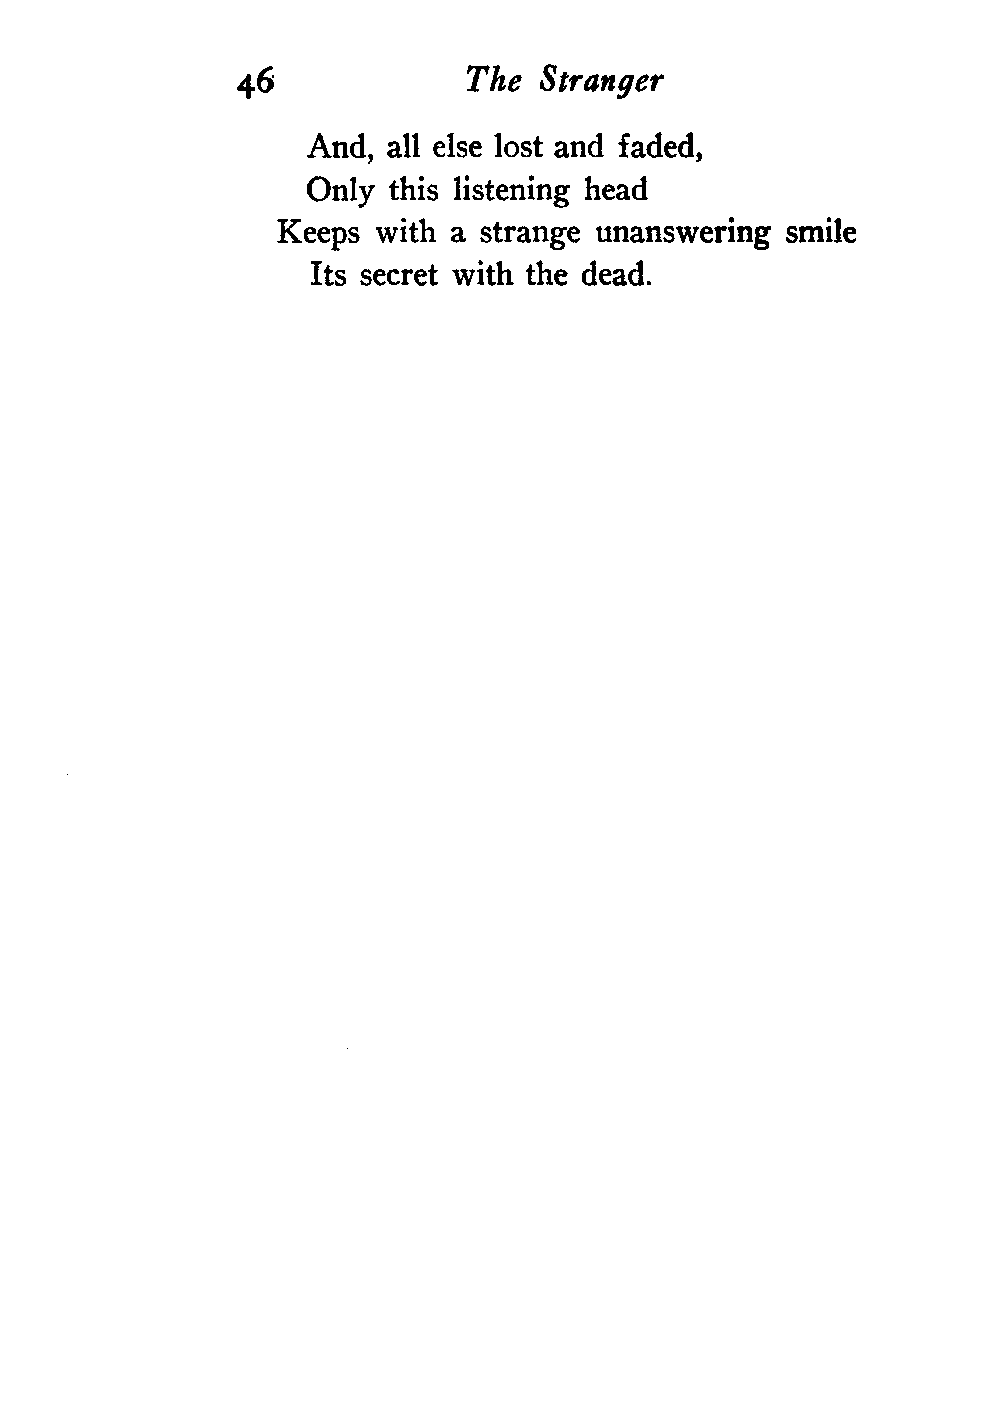 46 The Stranger
And, all else lost and faded,
Only this listening head
Keeps with a strange unanswering smile
Its secret with the dead.